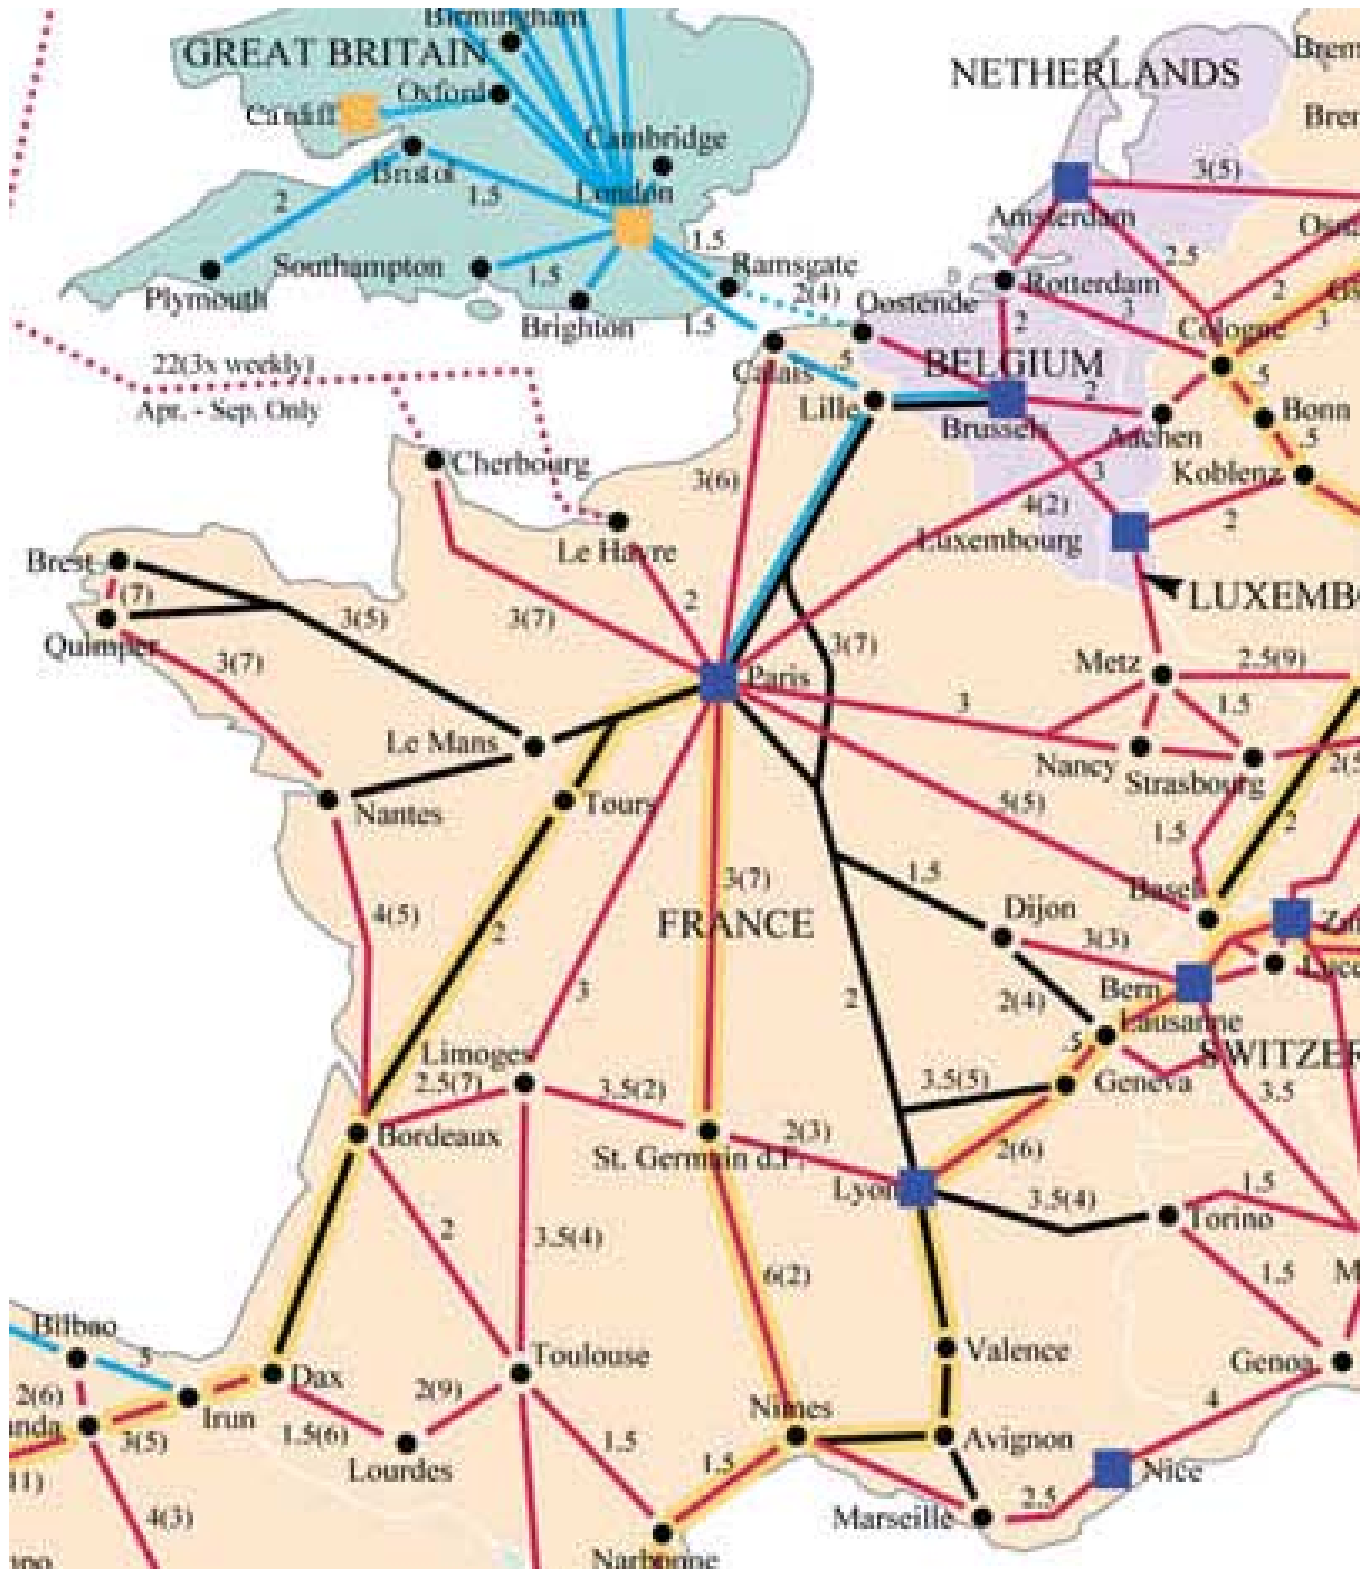 Birmingham
GREAT BRITAIN
Oxford
Cardiff
Cambridge
Bristol
London
2
1.5
1.5
Southampton
1.5
Ramsgate
Plymouth
Brighton
1.5
2(4)
Oostende
NETHERLANDS
3(5)
Amsterdam
2.5
Rotterdam
2
3
2
3
Cologne
22(3x weekly)
Apr. - Sep. Only
Calais
.5
BELGIUM
.5
Lille
2
Brussels
Aachen
Bonn
.5
Cherbourg
3(6)
3
Koblenz
4(2)
2
Le Havre
Luxembourg
Brest
(7)
3(5)
3(7)
2
LUXEMB
Quimper
3(7)
3(7)
Paris
Metz
2.5(9)
3
1.5
Le Mans
Nancy
Strasbourg
2(5
Nantes
Tours
5(5)
1.5
2
3(7)
1.5
Basel
4(5)
2
FRANCE
Dijon
3(3)
3
2
2(4)
Bern
Lausanne
.5
SWITZER
Limoges
2.5(7)
3.5(2)
3.5(5)
Geneva
3.5
Bordeaux
2(3)
St. Germain d.F.
2(6)
Lyon
3.5(4)
1.5
Torino
2
3.5(4)
6(2)
1.5
M
Bilbao
5
Toulouse
Valence
Genoa
2(6)
Dax
2(9)
4
nda
Irun
3(5)
1.5(6)
Nimes
Avignon
1.5
1.5
Lourdes
Nice
11)
2.5
4(3)
Marseille
Narbonne